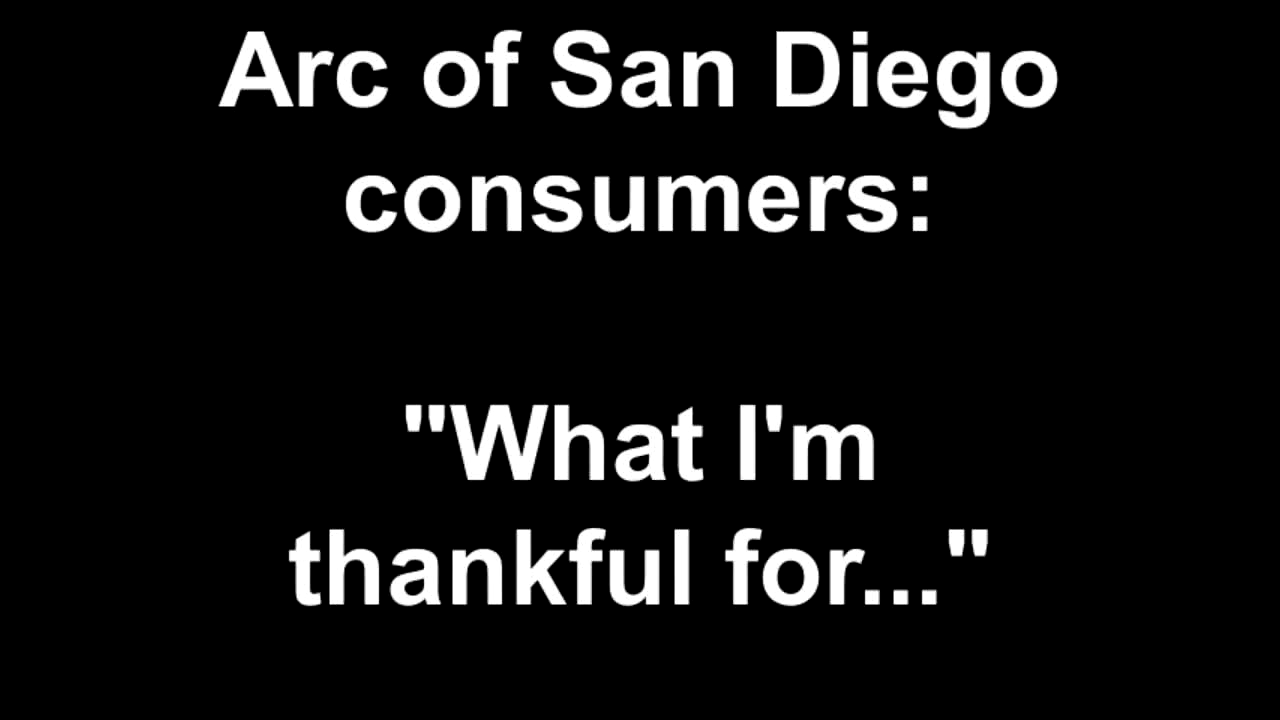 Arc of San Diego
consumers:
"What I'm
thankful for..."